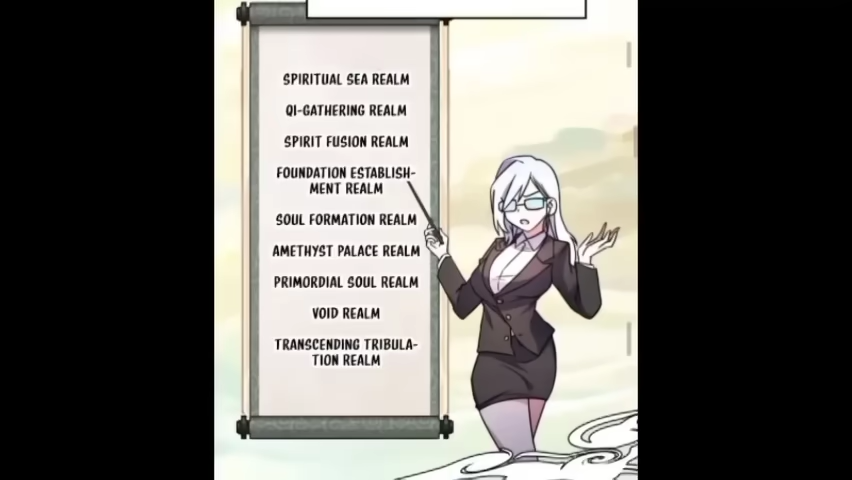 SPIRITUAL SEA REALM
QI-GATHERING REALM
SPIRIT FUSION REALM
FOUNDATION ESTABLISH-
MENT REALM
SOUL FORMATION REALM
AMETHYST PALACE REALM
PRIMORDIAL SOUL REALM
VOID REALM
TRANSCENDING TRIBULA-
TION REALM